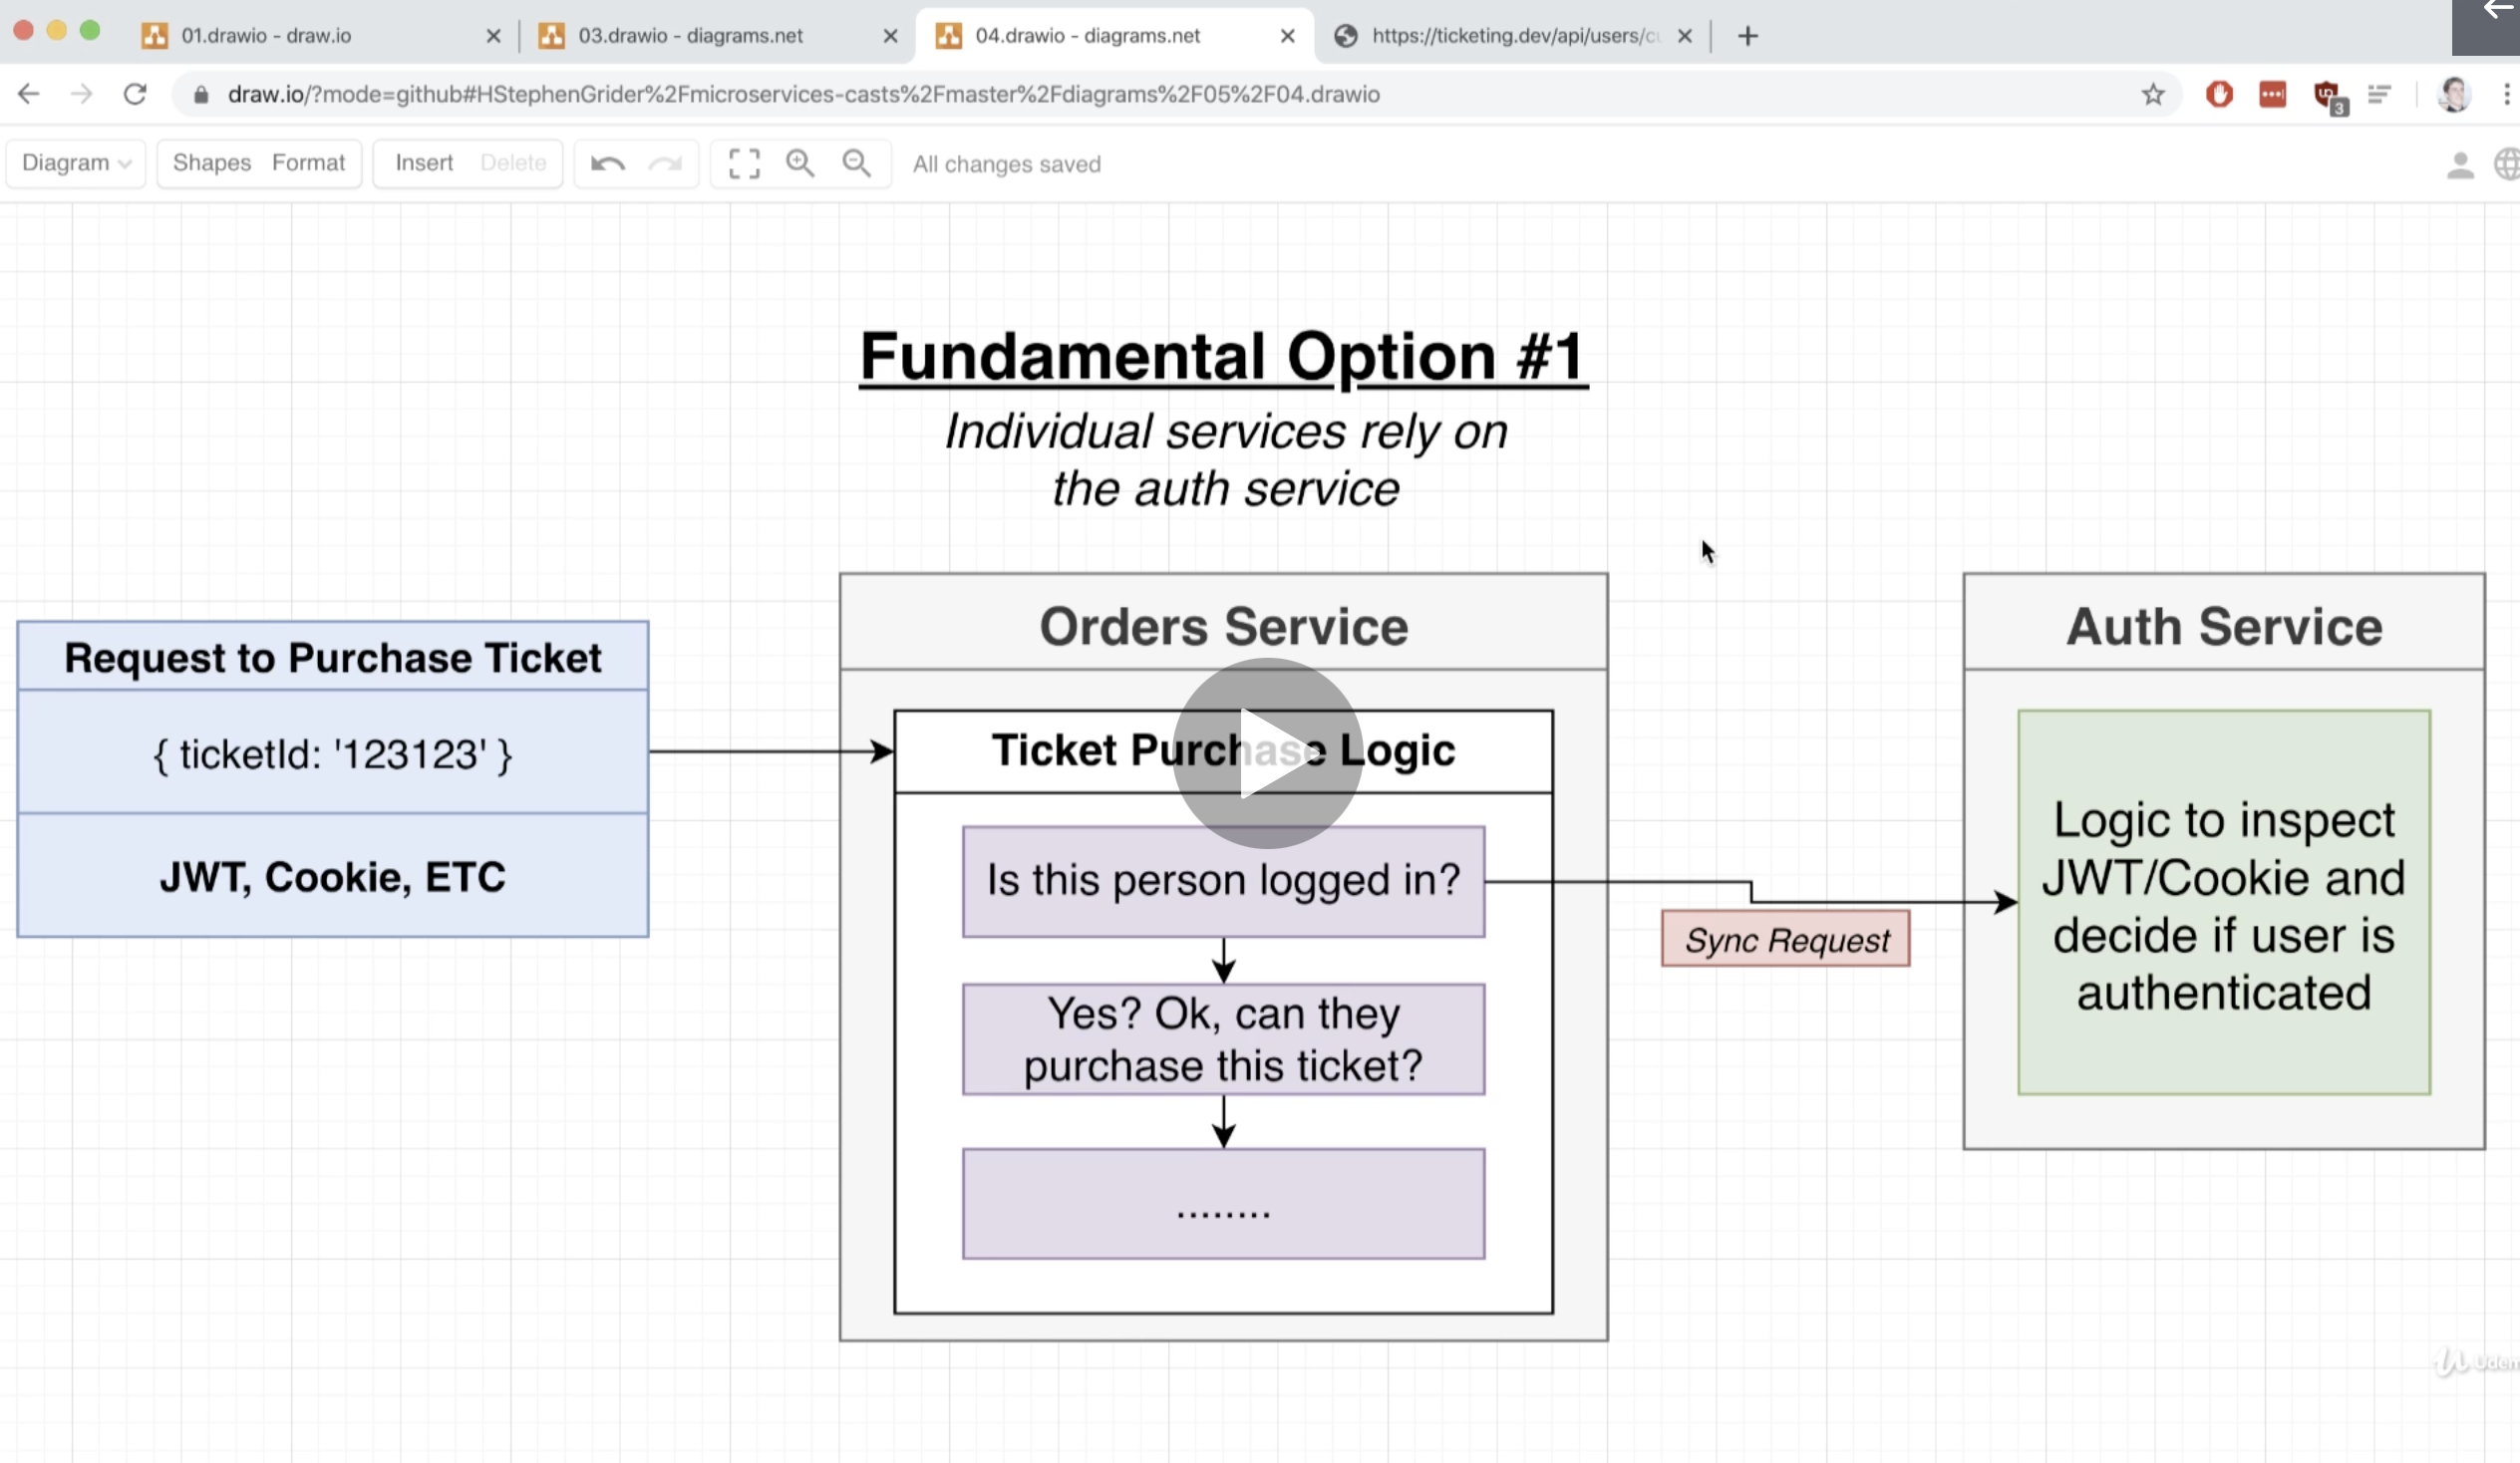 01.drawio - draw.io
03.drawio - diagrams.net
04.drawio - diagrams.net
https://ticketing.dev/api/users/
draw.io/?mode=github#HStephenGrider%2Fmicroservices-casts%2Fmaster%2Fdiagrams%2F05%2F04.drawio
3
Diagram
Shapes Format
Insert Delete
All changes saved
Fundamental Option #1
Individual services rely on
the auth service
Request to Purchase Ticket
{ ticketId: '123123' }
JWT, Cookie, ETC
Orders Service
Ticket Purchase Logic
Is this person logged in?
Yes? Ok, can they
purchase this ticket?
........
Sync Request
Auth Service
Logic to inspect
JWT/Cookie and
decide if user is
authenticated